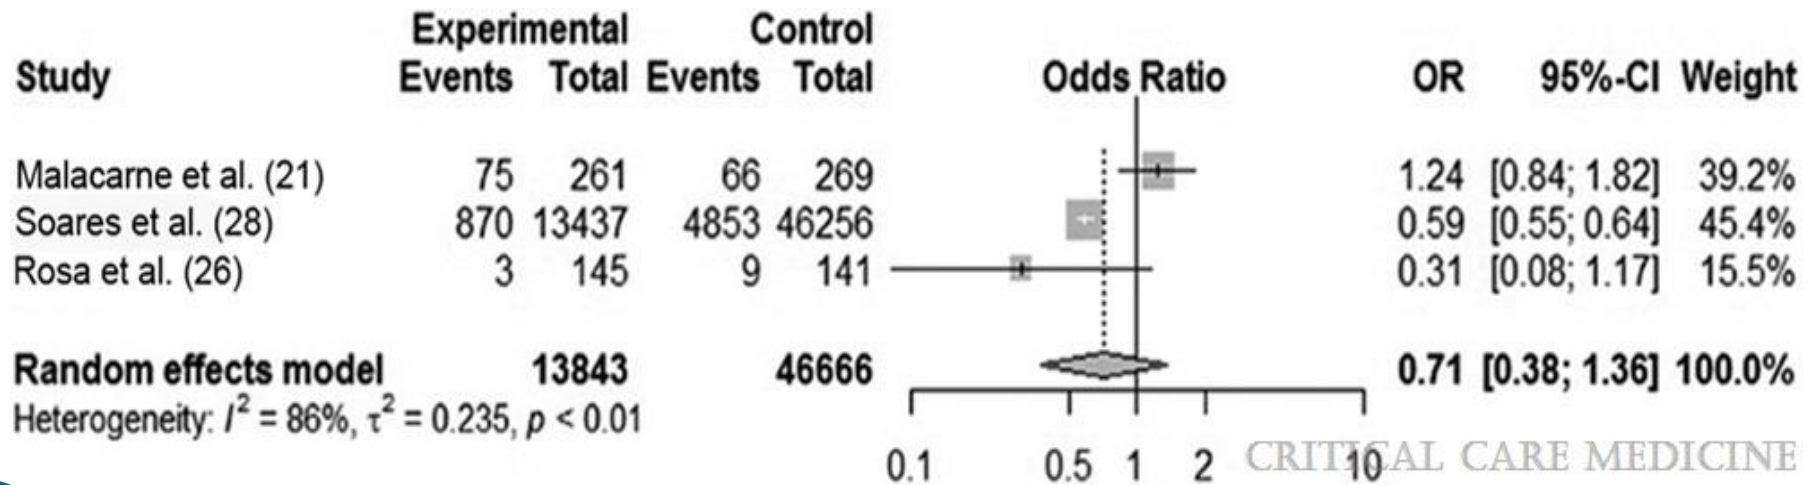 Experimental Control
Study Events Total Events Total Odds Ratio OR 95%-CI Weight
Malacarne et al. (21) 75 261 66 269 1.24 [0.84; 1.82] 39.2%
Soares et al. (28) 870 13437 4853 46256 0.59 [0.55; 0.64] 45.4%
Rosa et al. (26) 3 145 9 141 0.31 [0.08; 1.17] 15.5%
Random effects model 13843 46666 0.71 [0.38; 1.36] 100.0%
Heterogeneity: I² = 86%, τ² = 0.235, p < 0.01
0.1 0.5 1 2 10
CRITICAL CARE MEDICINE